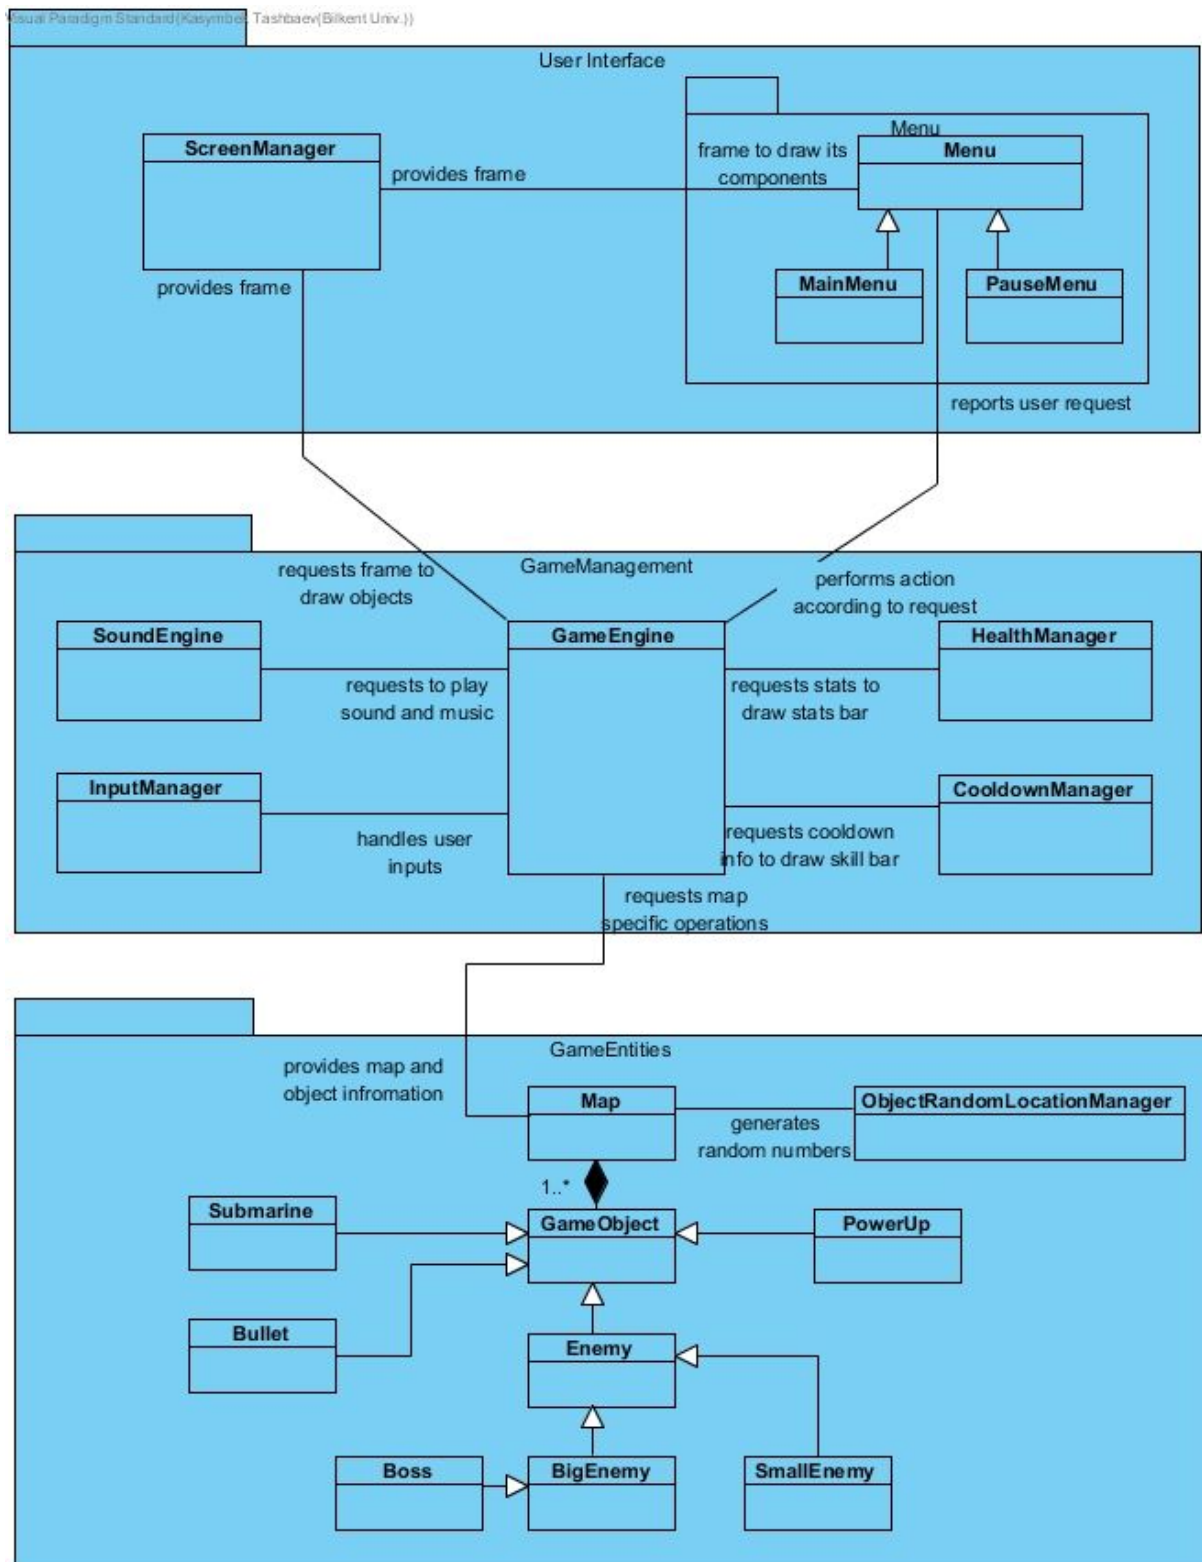 Visual Paradigm Standard(Kasymbek Tashbaev(Bilkent Univ.))
User Interface
Menu
ScreenManager
Menu
provides frame
frame to draw its
components
provides frame
MainMenu
PauseMenu
reports user request
GameManagement
requests frame to
draw objects
performs action
according to request
SoundEngine
GameEngine
HealthManager
requests to play
sound and music
requests stats to
draw stats bar
InputManager
CooldownManager
handles user
inputs
requests cooldown
info to draw skill bar
requests map
specific operations
GameEntities
provides map and
object infromation
Map
ObjectRandomLocationManager
generates
random numbers
1..*
Submarine
GameObject
PowerUp
Bullet
Enemy
Boss
BigEnemy
SmallEnemy